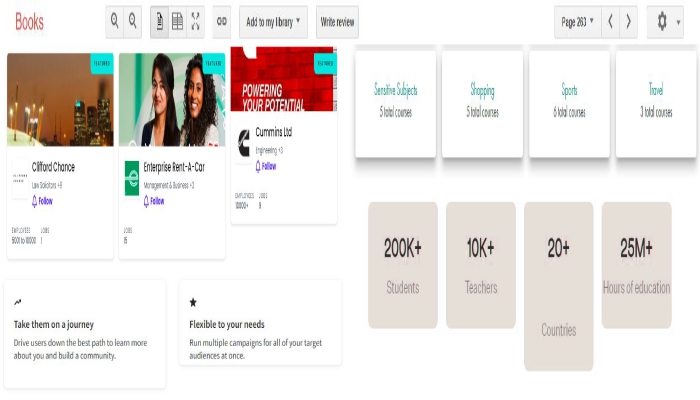 Books
Add to my library
Write review
Page 263
FEATURED
FEATURED
FEATURED
POWERING
YOUR POTENTIAL
Clifford Chance
Law Solicitors +6
Follow
EMPLOYEES JOBS
5001 to 10000 1
Enterprise Rent-A-Car
Management & Business +3
Follow
JOBS
15
Cummins Ltd
Engineering +3
Follow
EMPLOYEES JOBS
10000+ 9
Sensitive Subjects
5 total courses
Shopping
5 total courses
Sports
6 total courses
Travel
3 total courses
Take them on a journey
Drive users down the best path to learn more
about you and build a community.
Flexible to your needs
Run multiple campaigns for all of your target
audiences at once.
200K+
Students
10K+
Teachers
20+
Countries
25M+
Hours of education